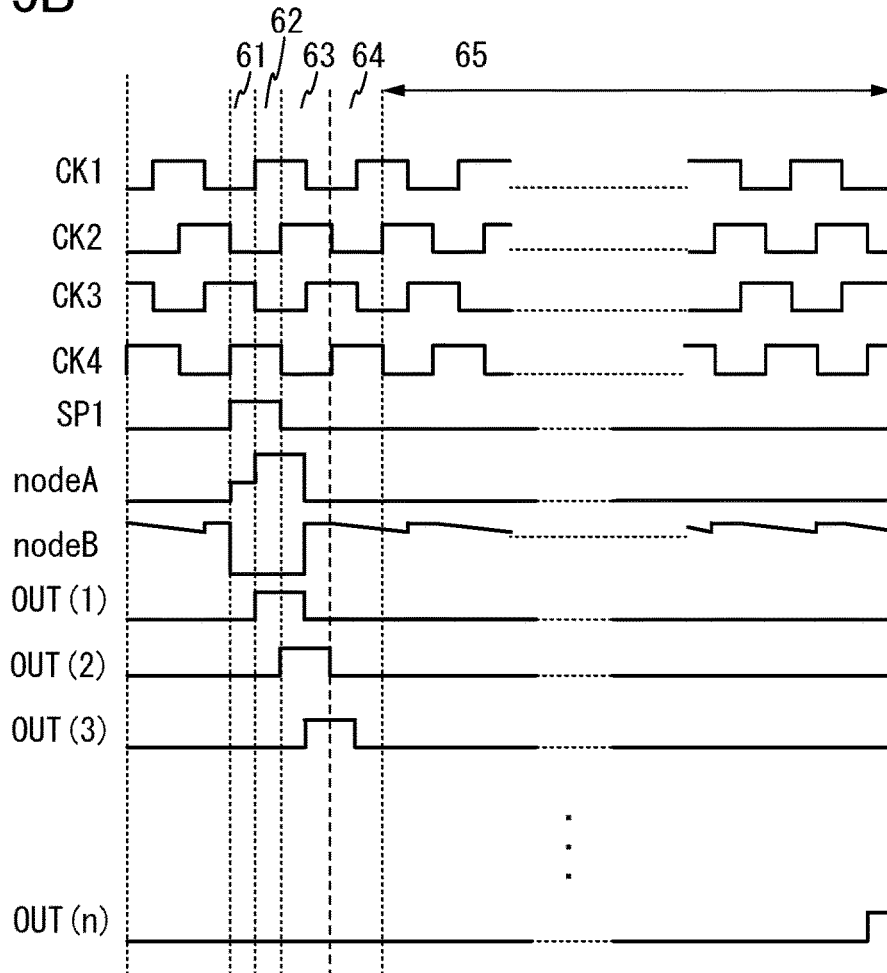 9B
62
61 63 64 65
CK1
CK2
CK3
CK4
SP1
nodeA
nodeB
OUT(1)
OUT(2)
OUT(3)
OUT(n)